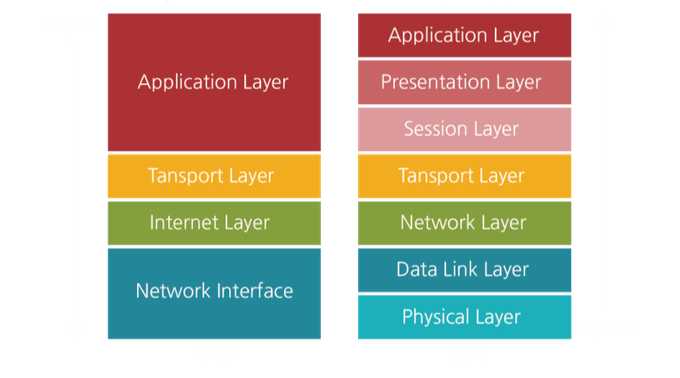 Application Layer
Tansport Layer
Internet Layer
Network Interface
Application Layer
Presentation Layer
Session Layer
Tansport Layer
Network Layer
Data Link Layer
Physical Layer